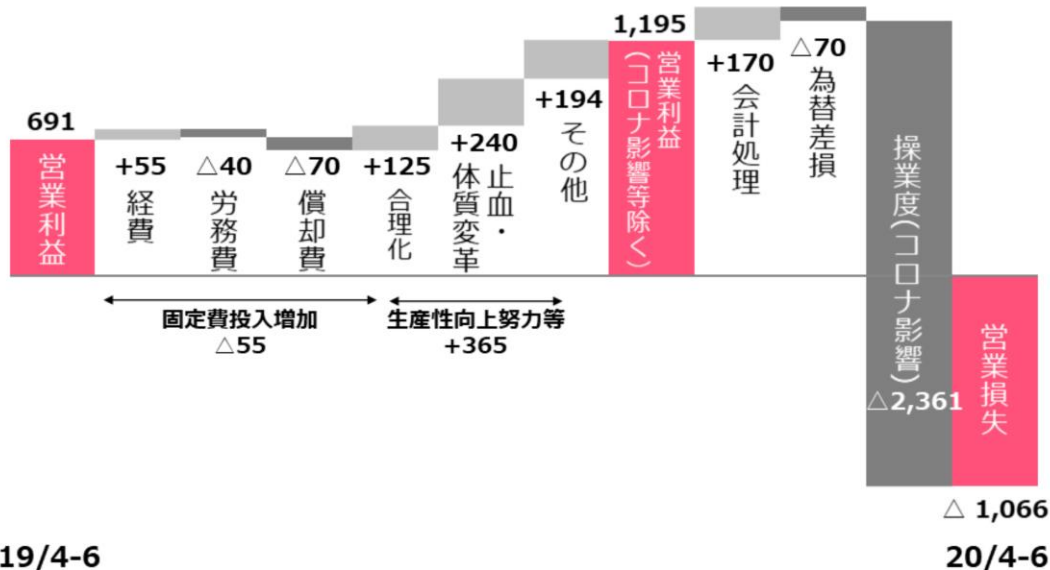 691
営業利益
+55
経費
△40
労務費
△70
償却費
+125
合理化
+240
止血・
体質変革
+194
その他
1,195
営業利益
(コロナ影響等除く)
+170
会計処理
△70
為替差損
操業度(コロナ影響)
△2,361
営業損失
△ 1,066
固定費投入増加
△55
生産性向上努力等
+365
19/4-6
20/4-6